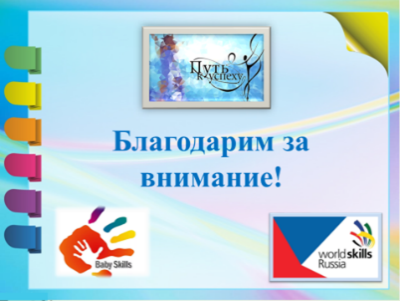 Путь
к успеху
Благодарим за
внимание!
Baby Skills
worldskills
Russia